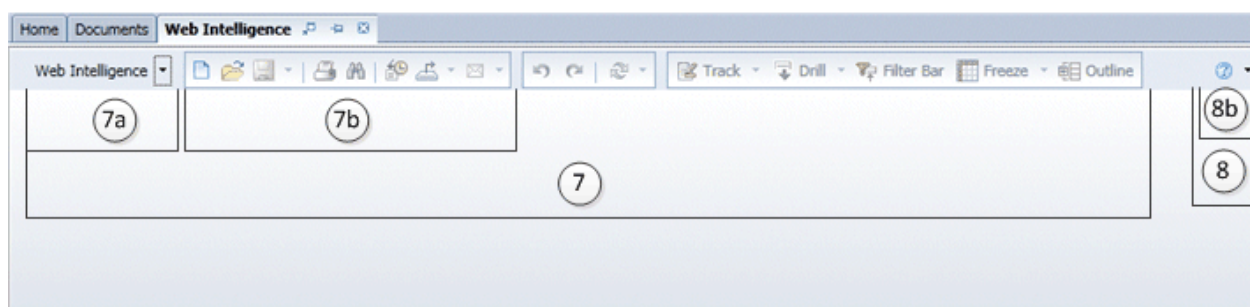 Home Documents Web Intelligence
Web Intelligence Track Drill Filter Bar Freeze Outline ?
7a 7b 8b
7 8